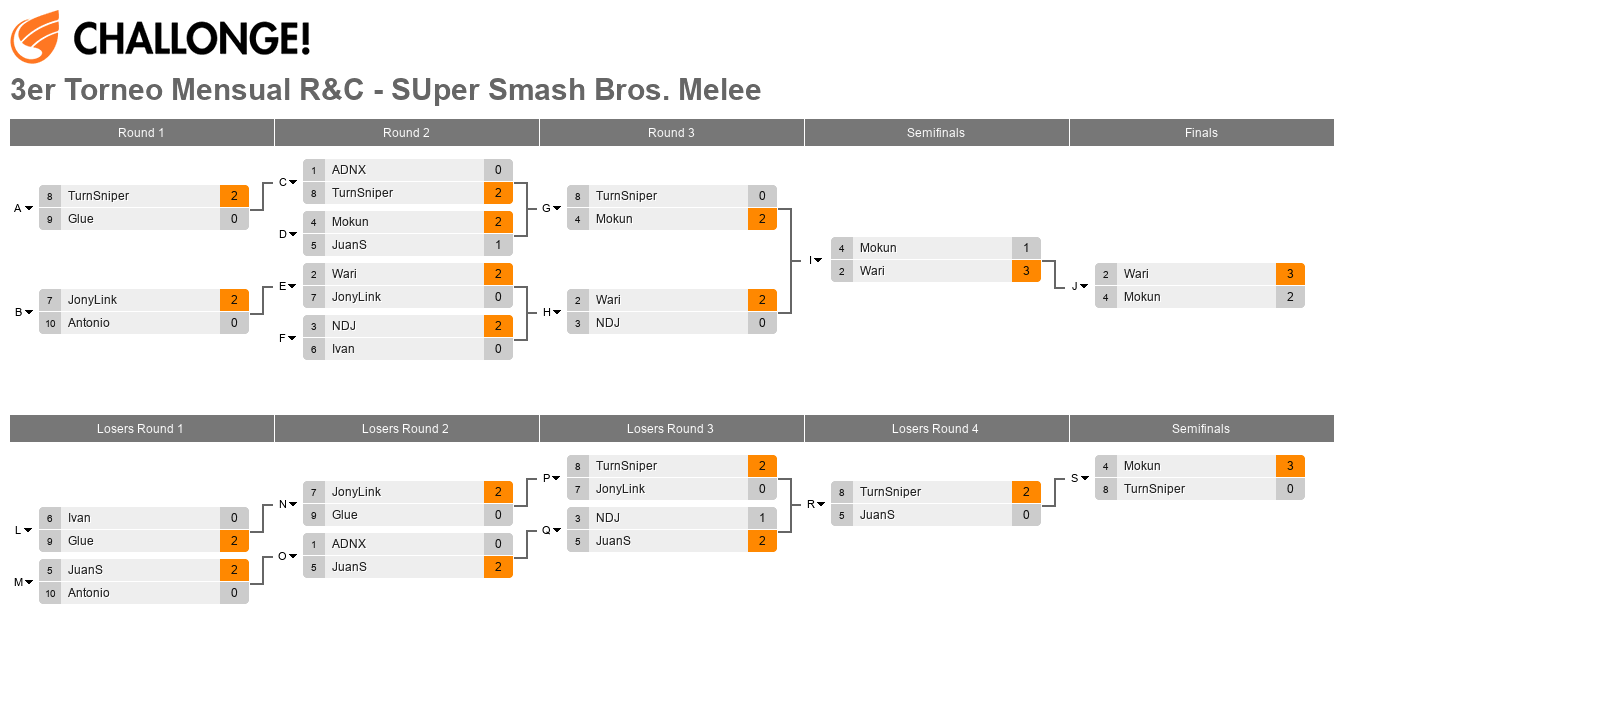 CHALLONGE!
3er Torneo Mensual R&C - SUper Smash Bros. Melee
Round 1 Round 2 Round 3 Semifinals Finals
A
8 TurnSniper 2
9 Glue 0
B
7 JonyLink 2
10 Antonio 0
C
1 ADNX 0
8 TurnSniper 2
D
4 Mokun 2
5 JuanS 1
E
2 Wari 2
7 JonyLink 0
F
3 NDJ 2
6 Ivan 0
G
8 TurnSniper 0
4 Mokun 2
H
2 Wari 2
3 NDJ 0
I
4 Mokun 1
2 Wari 3
J
2 Wari 3
4 Mokun 2
Losers Round 1 Losers Round 2 Losers Round 3 Losers Round 4 Semifinals
L
6 Ivan 0
9 Glue 2
M
5 JuanS 2
10 Antonio 0
N
7 JonyLink 2
9 Glue 0
O
1 ADNX 0
5 JuanS 2
P
8 TurnSniper 2
7 JonyLink 0
Q
3 NDJ 1
5 JuanS 2
R
8 TurnSniper 2
5 JuanS 0
S
4 Mokun 3
8 TurnSniper 0